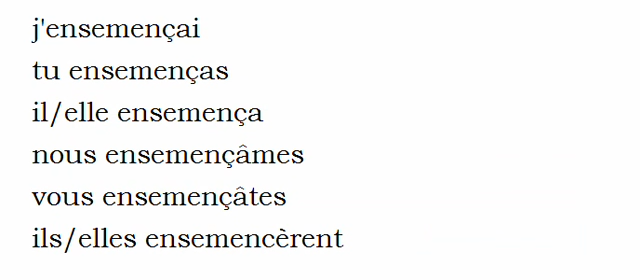 j'ensemençai
tu ensemenças
il/elle ensemença
nous ensemençâmes
vous ensemençâtes
ils/elles ensemencèrent